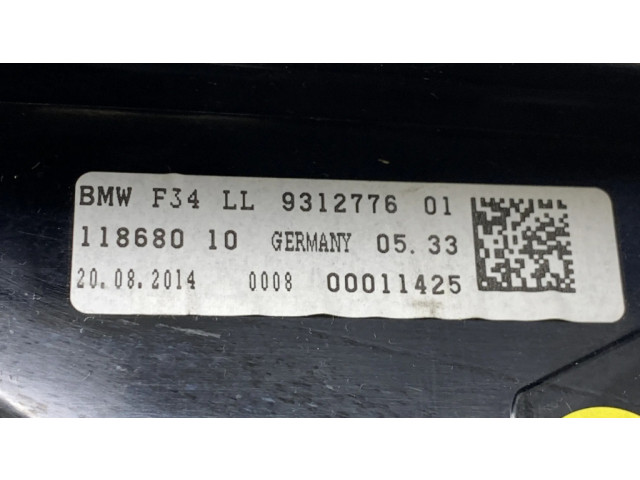 BMW F34 LL 9312776 01
118680 10 GERMANY 05.33
20.08.2014 0008 00011425